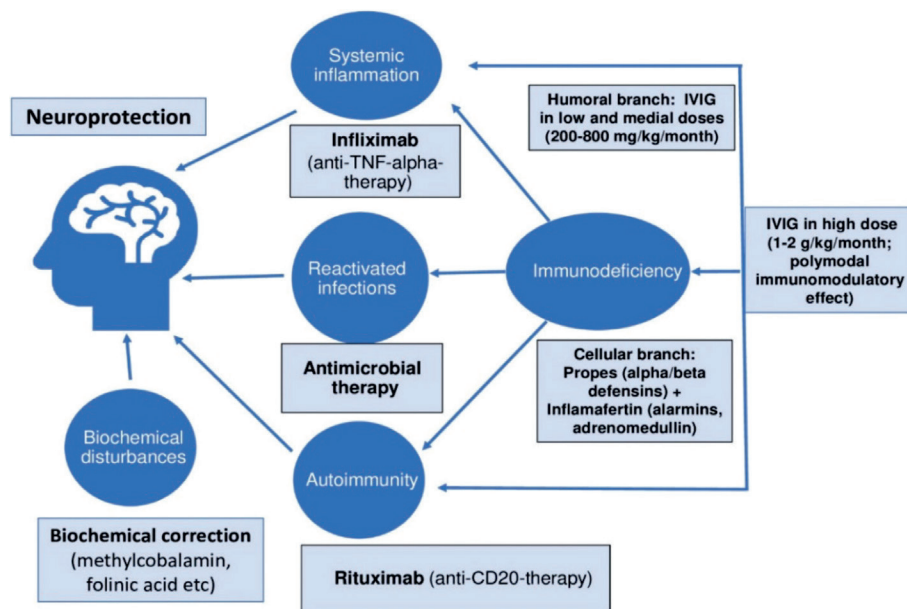 Systemic
inflammation
Neuroprotection
Humoral branch: IVIG
in low and medial doses
(200-800 mg/kg/month)
Infliximab
(anti-TNF-alpha-
therapy)
IVIG in high dose
(1-2 g/kg/month;
polymodal
immunomodulatory
effect)
Reactivated
infections
Immunodeficiency
Antimicrobial
therapy
Cellular branch:
Propes (alpha/beta
defensins) +
Inflamafertin (alarmins,
adrenomedullin)
Biochemical
disturbances
Autoimmunity
Biochemical correction
(methylcobalamin,
folinic acid etc)
Rituximab (anti-CD20-therapy)